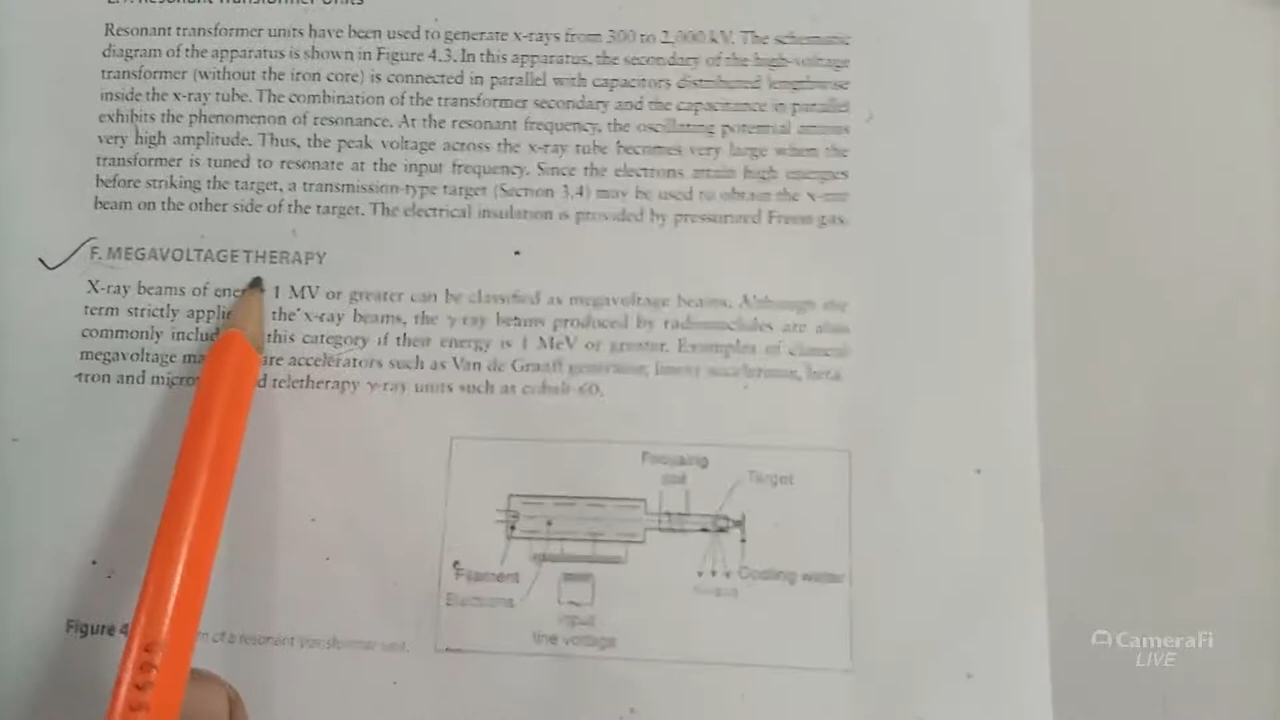 Resonant transformer units have been used to generate x-rays from 300 to 2,000 kV. The schematic
diagram of the apparatus is shown in Figure 4.3. In this apparatus, the secondary of the high-voltage
transformer (without the iron core) is connected in parallel with capacitors distributed lengthwise
inside the x-ray tube. The combination of the transformer secondary and the capacitance in parallel
exhibits the phenomenon of resonance. At the resonant frequency, the oscillating potential attains
very high amplitude. Thus, the peak voltage across the x-ray tube becomes very large when the
transformer is tuned to resonate at the input frequency. Since the electrons attain high energies
before striking the target, a transmission-type target (Section 3.4) may be used to obtain the x-ray
beam on the other side of the target. The electrical insulation is provided by pressurized Freon gas.
F. MEGAVOLTAGE THERAPY
X-ray beams of 1 MV or greater can be classified as megavoltage beams. Although the
term strictly the x-ray beams, the γ-ray beams produced by radionuclides are also
commonly this category if their energy is 1 MeV or greater. Examples of clinical
megavoltage are accelerators such as Van de Graaff generator, linear accelerator, beta
tron and teletherapy γ-ray units such as cobalt-60.
Focusing
coil
Target
Filament
Electrons
Cooling water
Input
line voltage
Figure 4 of a resonant transformer unit.
CameraFi
LIVE